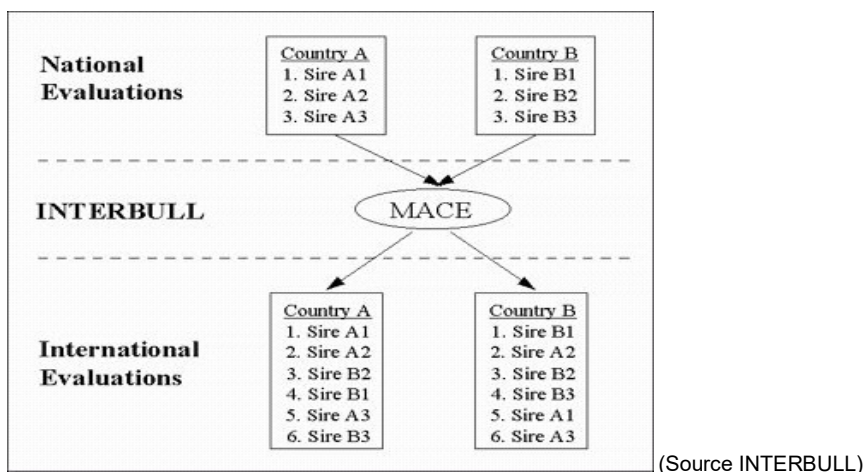 National
Evaluations
Country A
1. Sire A1
2. Sire A2
3. Sire A3
Country B
1. Sire B1
2. Sire B2
3. Sire B3
INTERBULL
MACE
International
Evaluations
Country A
1. Sire A1
2. Sire A2
3. Sire B2
4. Sire B1
5. Sire A3
6. Sire B3
Country B
1. Sire B1
2. Sire A2
3. Sire B2
4. Sire B3
5. Sire A1
6. Sire A3
(Source INTERBULL)